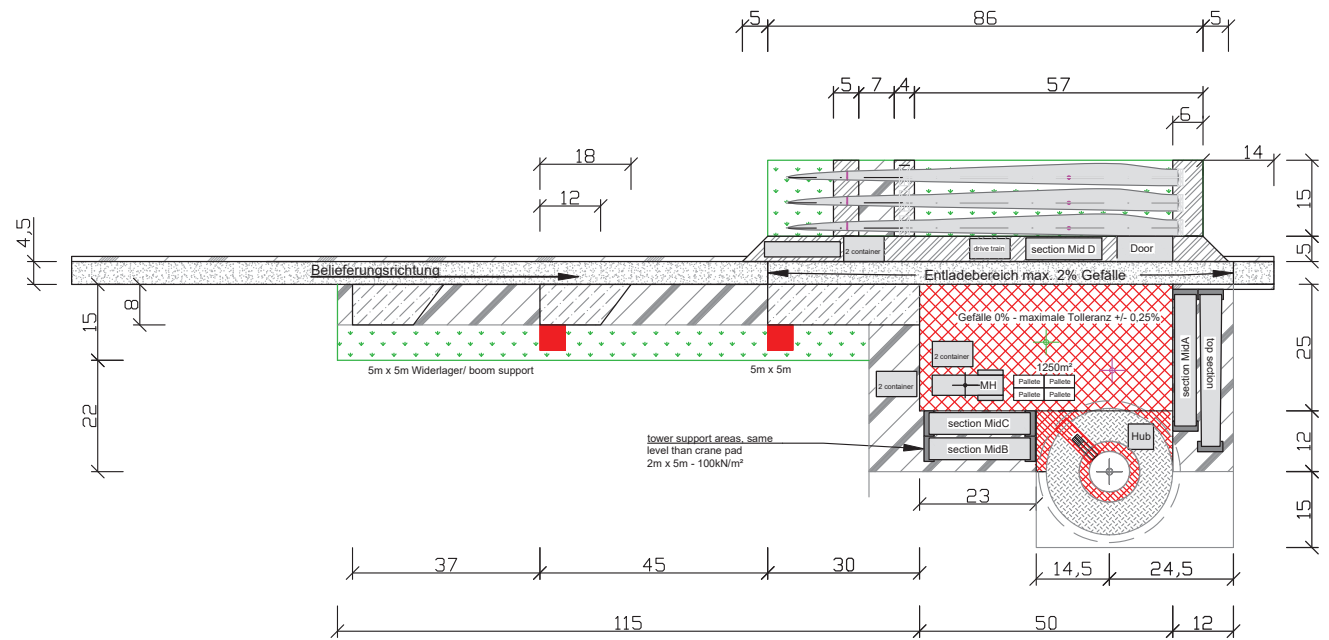 5
86
5
5
7
4
57
6
18
14
12
15
4,5
2 container
drive train
section Mid D
Door
5
Belieferungsrichtung
Entladebereich max. 2% Gefälle
8
15
Gefälle 0% - maximale Tolleranz +/- 0,25%
section MidA
top section
25
2 container
1250m²
5m x 5m Widerlager/ boom support
5m x 5m
2 container
MH
Pallete
Pallete
Pallete
Pallete
22
section MidC
Hub
12
tower support areas, same
level than crane pad
2m x 5m - 100kN/m²
section MidB
23
15
37
45
30
14,5
24,5
115
50
12